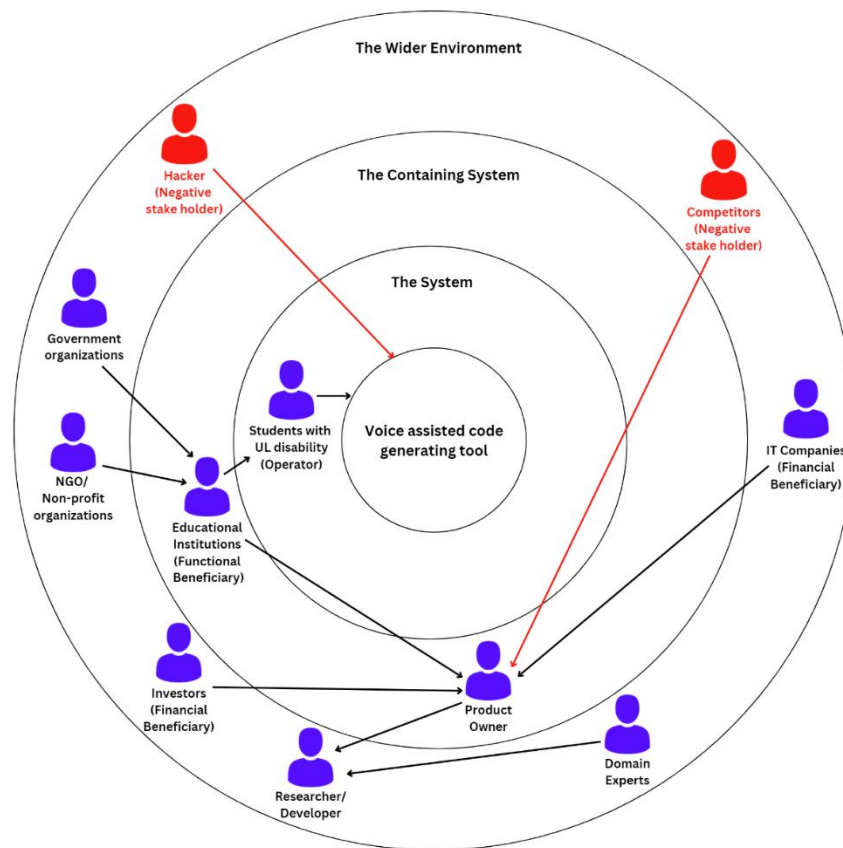 The Wider Environment
Hacker
(Negative
stake holder)
The Containing System
Competitors
(Negative
stake holder)
The System
Government
organizations
Students with
UL disability
(Operator)
Voice assisted code
generating tool
IT Companies
(Financial
Beneficiary)
NGO/
Non-profit
organizations
Educational
Institutions
(Functional
Beneficiary)
Investors
(Financial
Beneficiary)
Product
Owner
Domain
Experts
Researcher/
Developer